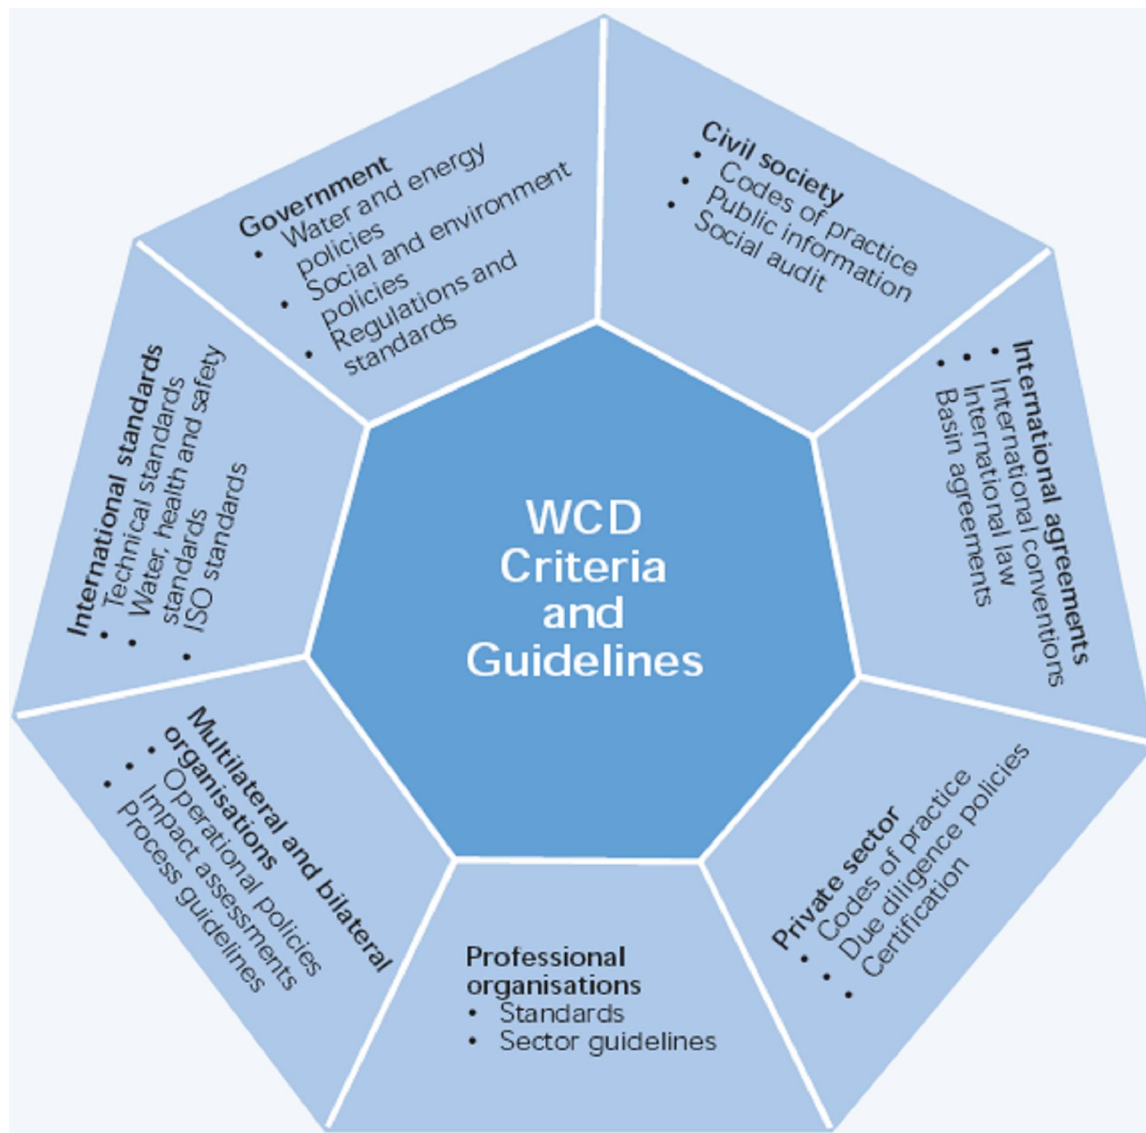 Government
• Water and energy
policies
• Social and environment
policies
• Regulations and
standards
Civil society
• Codes of practice
• Public information
• Social audit
International agreements
• International conventions
• International law
• Basin agreements
Private sector
• Codes of practice
• Due diligence policies
• Certification
Professional
organisations
• Standards
• Sector guidelines
Multilateral and bilateral
organisations
• Operational policies
• Impact assessments
• Process guidelines
International standards
• Technical standards
• Water, health and safety
standards
• ISO standards
WCD
Criteria
and
Guidelines